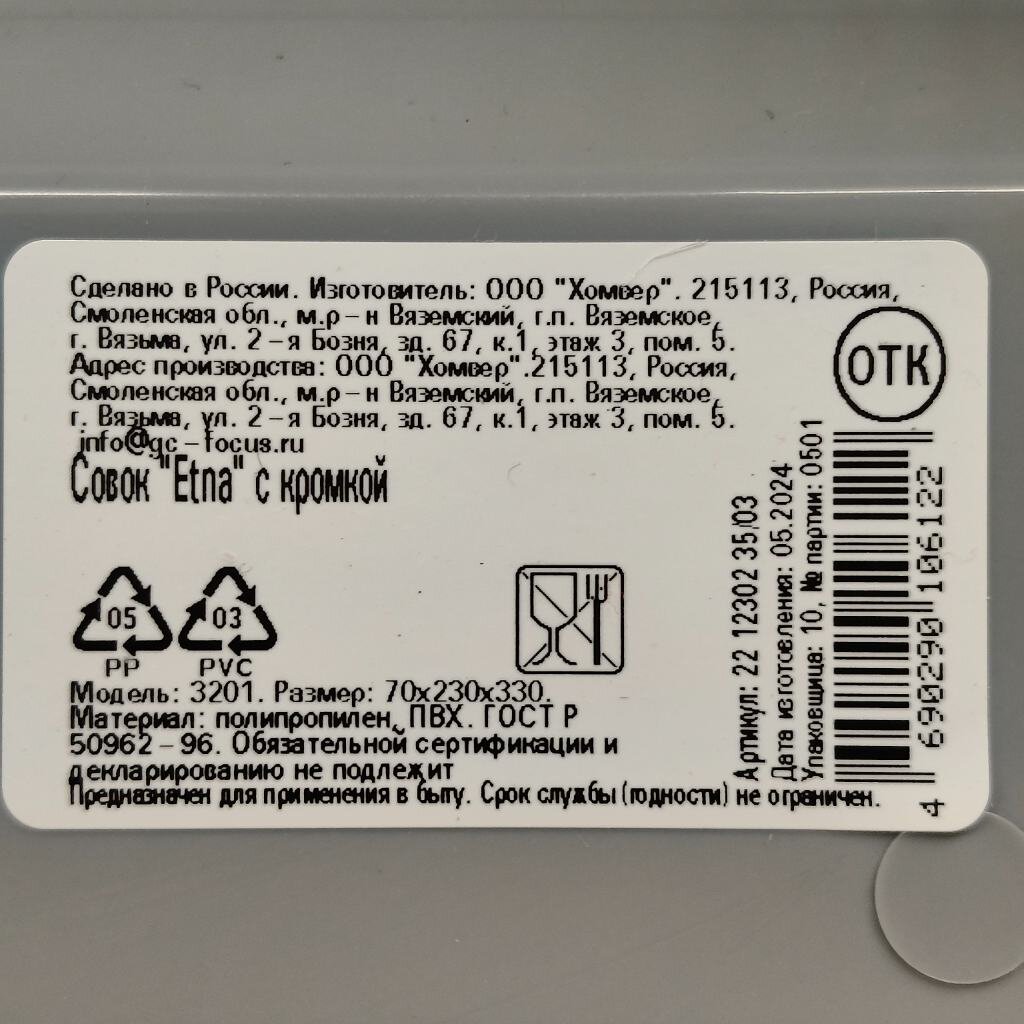 Сделано в России. Изготовитель: ООО "Хомвер". 215113, Россия,
Смоленская обл., м.р-н Вяземский, г.п. Вяземское,
г. Вязьма, ул. 2-я Бозня, зд. 67, к.1, этаж 3, пом. 5.
Адрес производства: ООО "Хомвер".215113, Россия,
Смоленская обл., м.р-н Вяземский, г.п. Вяземское,
г. Вязьма, ул. 2-я Бозня, зд. 67, к.1, этаж 3, пом. 5.
info@gc-focus.ru
ОТК
Совок "Etna" с кромкой
05
PP
03
PVC
Модель: 3201. Размер: 70х230х330.
Материал: полипропилен, ПВХ. ГОСТ Р
50962-96. Обязательной сертификации и
декларированию не подлежит
Предназначен для применения в быту. Срок службы (годности) не ограничен.
Артикул: 22 12302 35/03
Дата изготовления: 05.2024
Упаковщица: 10, № партии: 0501
4 690290 106122